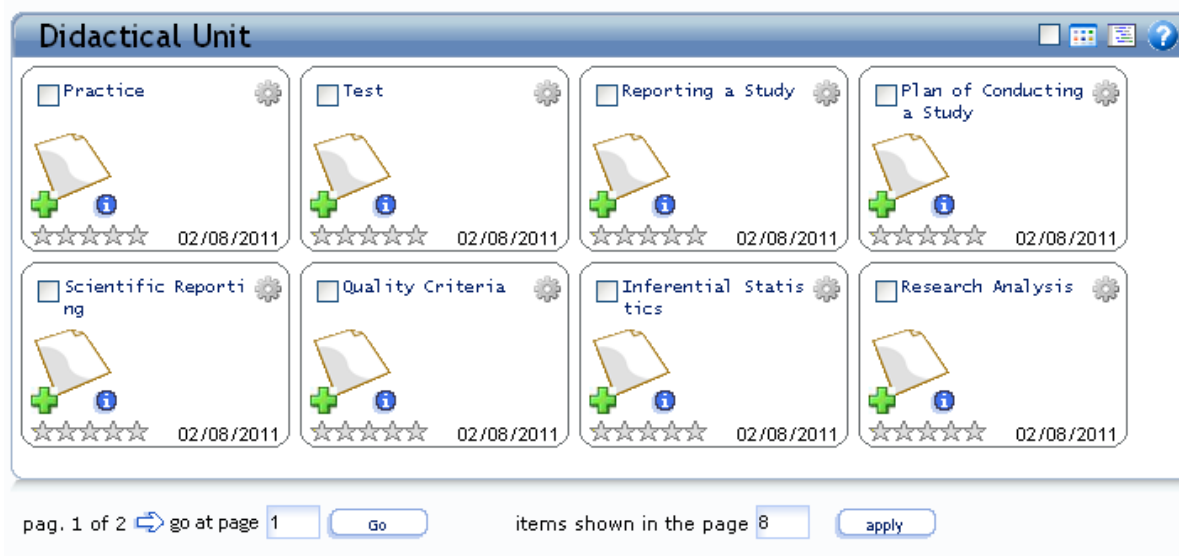 Didactical Unit
Practice
Test
Reporting a Study
Plan of Conducting
a Study
02/08/2011
02/08/2011
02/08/2011
02/08/2011
Scientific Reporti
ng
Quality Criteria
Inferential Statis
tics
Research Analysis
02/08/2011
02/08/2011
02/08/2011
02/08/2011
pag. 1 of 2 go at page 1 Go items shown in the page 8 apply